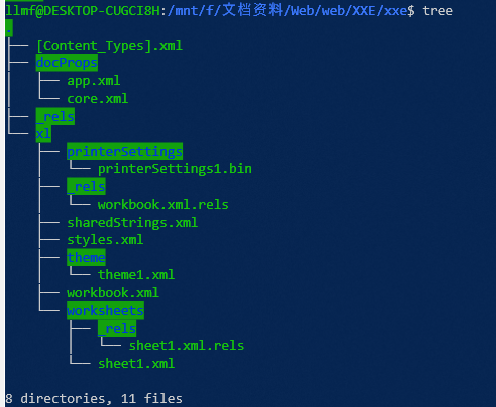 llmf@DESKTOP-CUGCI8H:/mnt/f/文档资料/Web/web/XXE/xxe$ tree
.
├── [Content_Types].xml
├── docProps
│   ├── app.xml
│   └── core.xml
├── _rels
└── xl
    ├── printerSettings
    │   └── printerSettings1.bin
    ├── _rels
    │   └── workbook.xml.rels
    ├── sharedStrings.xml
    ├── styles.xml
    ├── theme
    │   └── theme1.xml
    ├── workbook.xml
    └── worksheets
        ├── _rels
        │   └── sheet1.xml.rels
        └── sheet1.xml
8 directories, 11 files